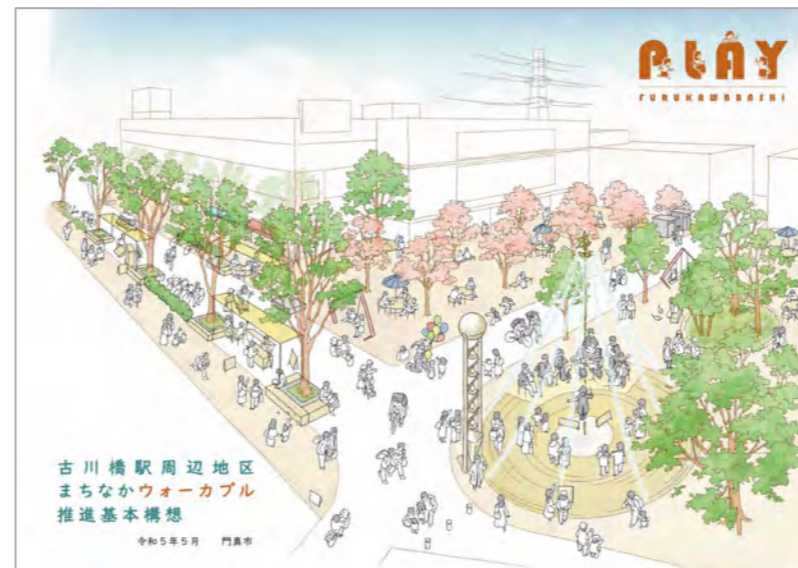 PLAY
FURUKAWABASHI
古川橋駅周辺地区
まちなかウォーカブル
推進基本構想
令和5年5月 門真市